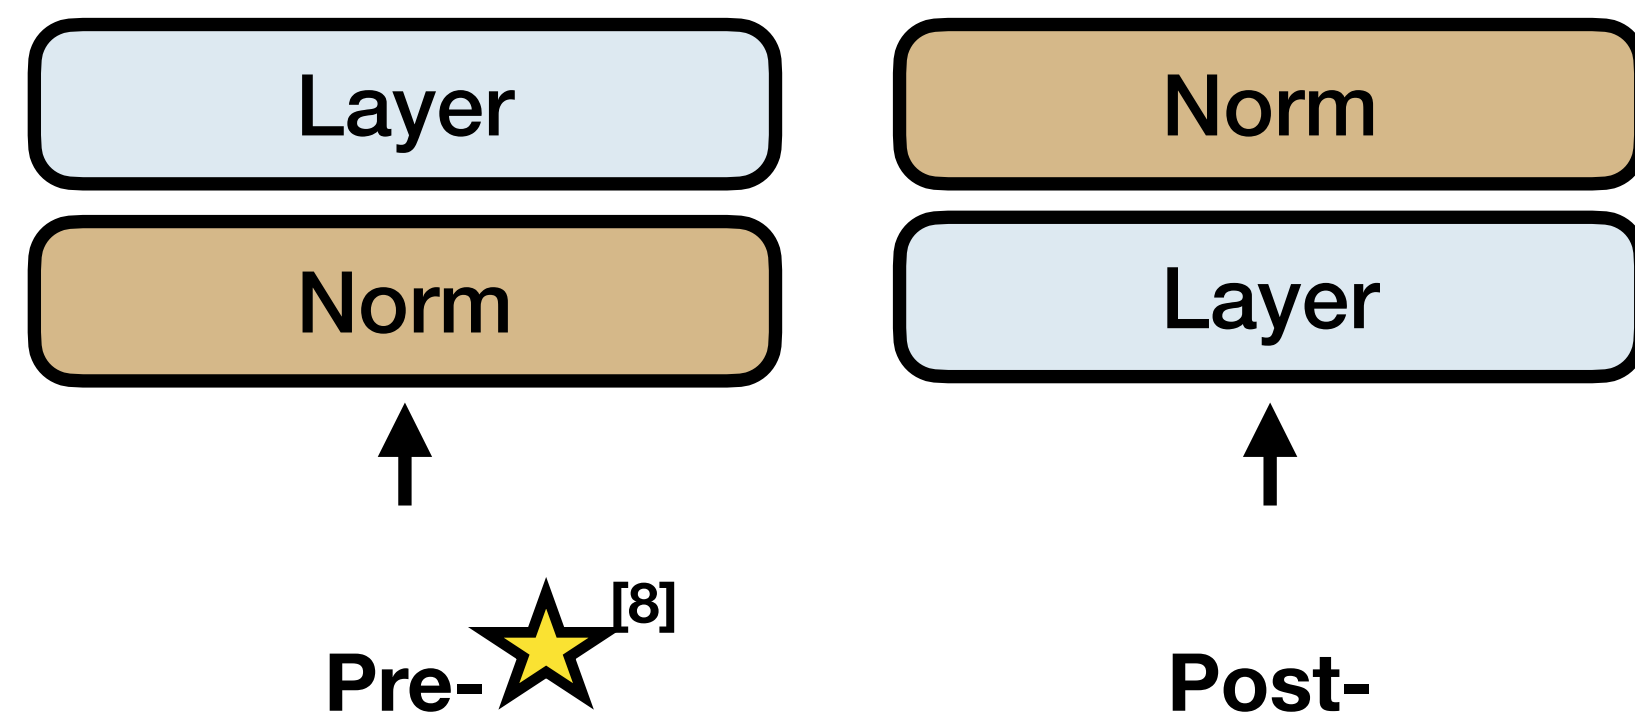 Layer
Norm
Norm
Layer
Pre- [8]
Post-